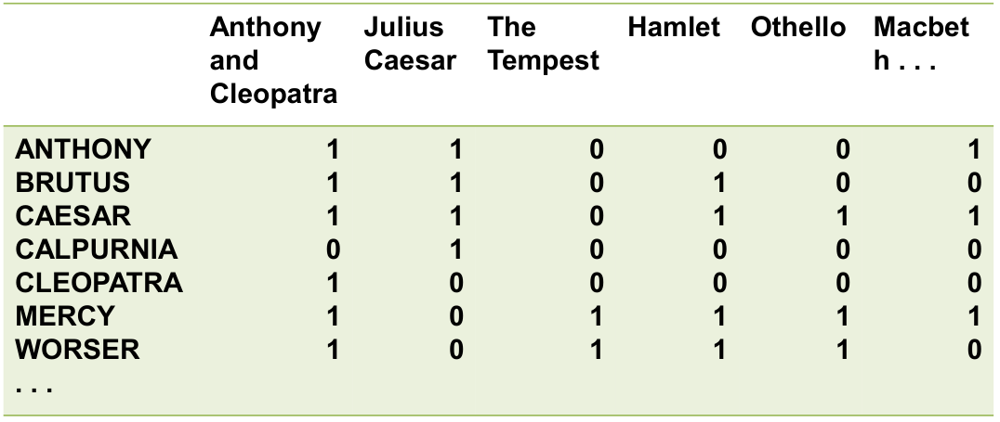 Anthony and Cleopatra Julius Caesar The Tempest Hamlet Othello Macbet h . . .
ANTHONY 1 1 0 0 0 1
BRUTUS 1 1 0 1 0 0
CAESAR 1 1 0 1 1 1
CALPURNIA 0 1 0 0 0 0
CLEOPATRA 1 0 0 0 0 0
MERCY 1 0 1 1 1 1
WORSER 1 0 1 1 1 0
. . .